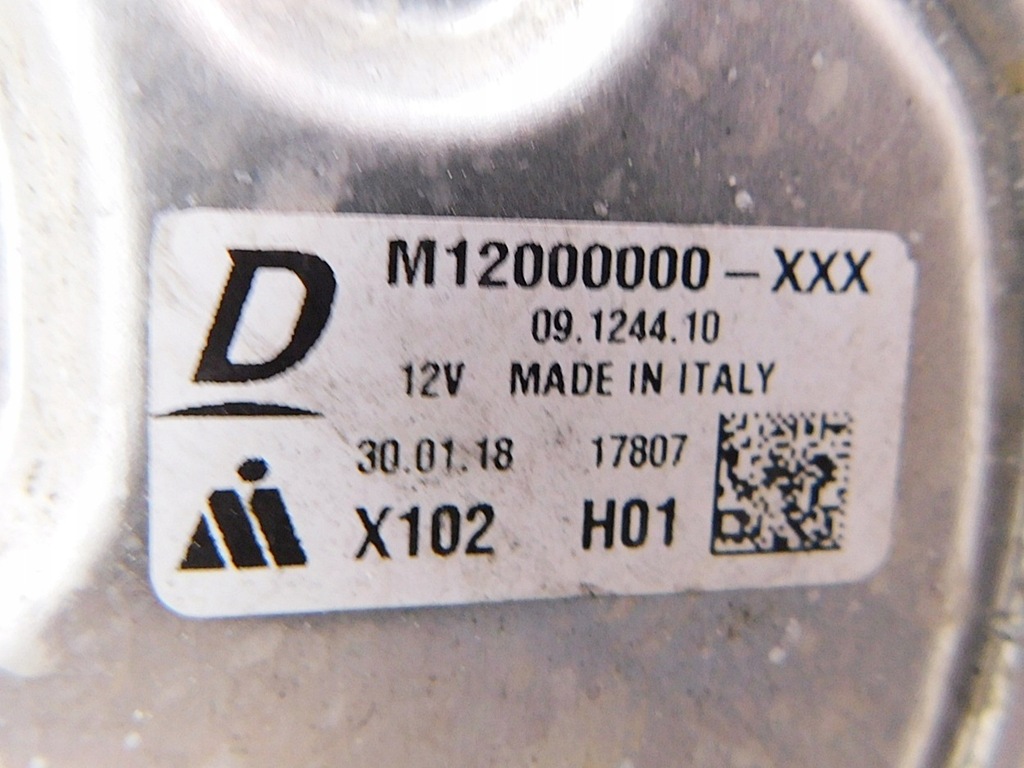 D
M12000000-XXX
09.1244.10
12V MADE IN ITALY
30.01.18 17807
X102 H01